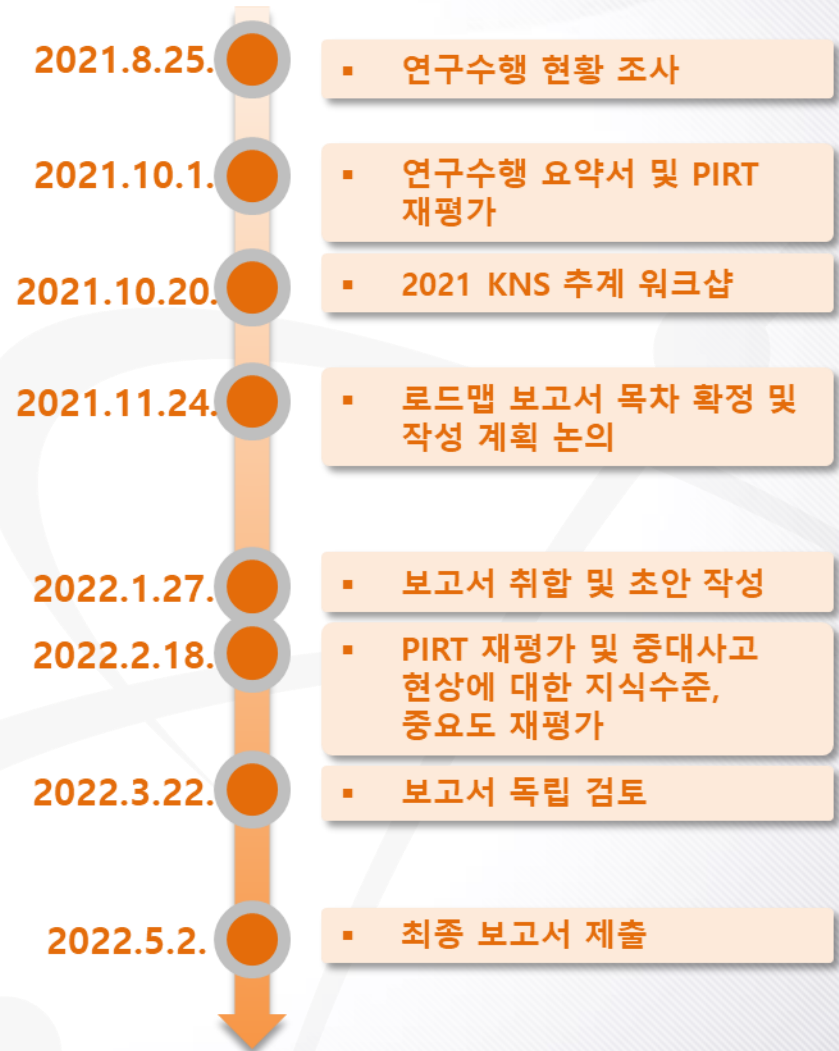 2021.8.25.
▪ 연구수행 현황 조사
2021.10.1.
▪ 연구수행 요약서 및 PIRT
재평가
2021.10.20.
▪ 2021 KNS 추계 워크샵
2021.11.24.
▪ 로드맵 보고서 목차 확정 및
작성 계획 논의
2022.1.27.
▪ 보고서 취합 및 초안 작성
2022.2.18.
▪ PIRT 재평가 및 중대사고
현상에 대한 지식수준,
중요도 재평가
2022.3.22.
▪ 보고서 독립 검토
2022.5.2.
▪ 최종 보고서 제출